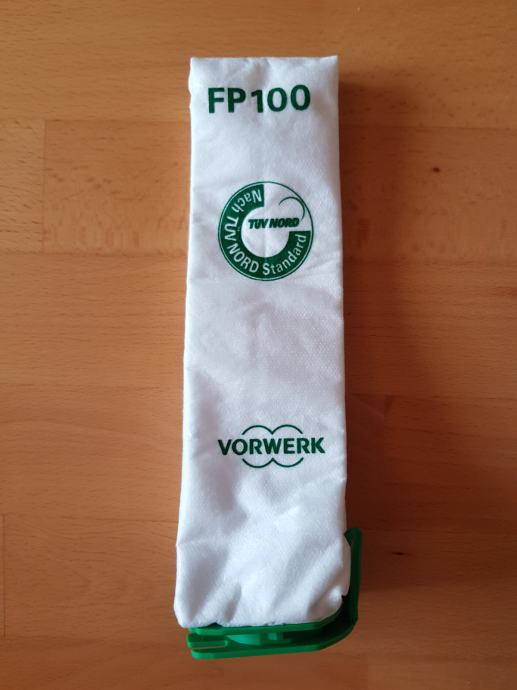 FP100
TÜV NORD
Nach TÜV NORD Standard
VORWERK